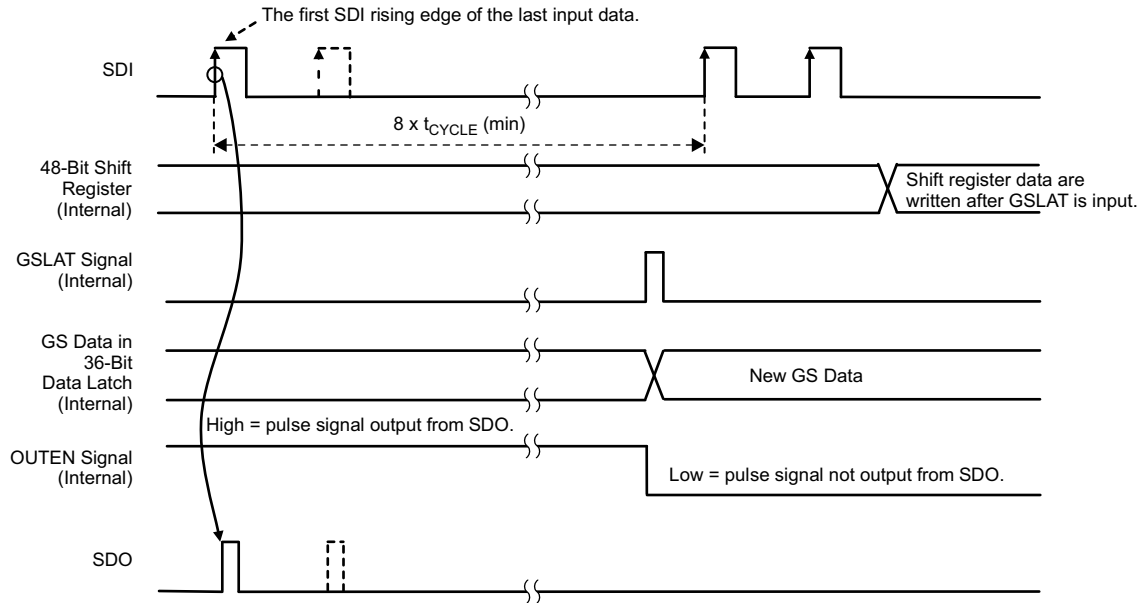 The first SDI rising edge of the last input data.
SDI
8 x tCYCLE (min)
48-Bit Shift
Register
(Internal)
Shift register data are
written after GSLAT is input.
GSLAT Signal
(Internal)
GS Data in
36-Bit
Data Latch
(Internal)
New GS Data
High = pulse signal output from SDO.
OUTEN Signal
(Internal)
Low = pulse signal not output from SDO.
SDO